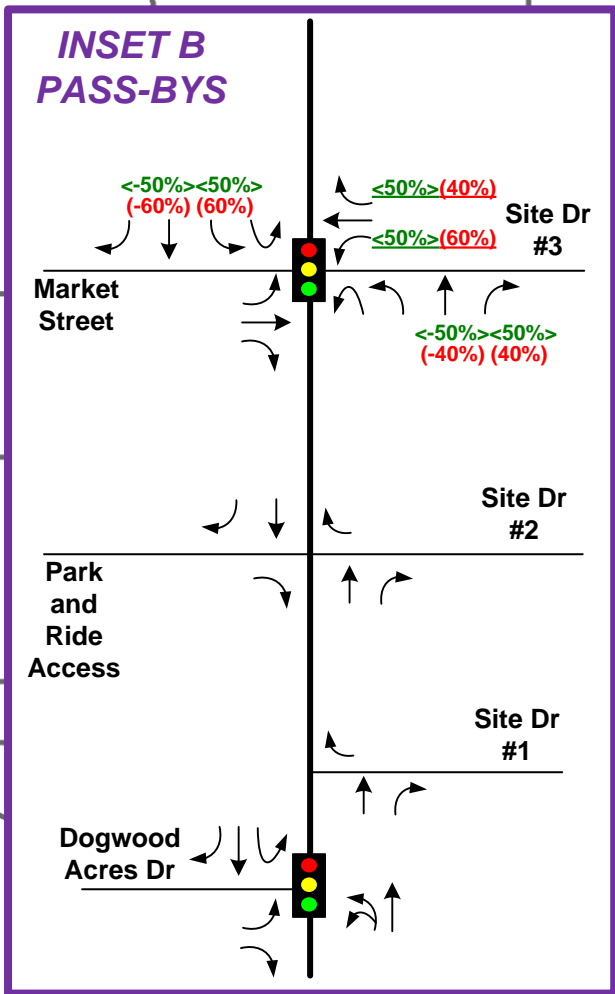 INSET B
PASS-BYS
<-50%><50%>
(-60%) (60%)
<50%>(40%)
<50%>(60%)
Site Dr
#3
Market
Street
<-50%><50%>
(-40%) (40%)
Site Dr
#2
Park
and
Ride
Access
Site Dr
#1
Dogwood
Acres Dr